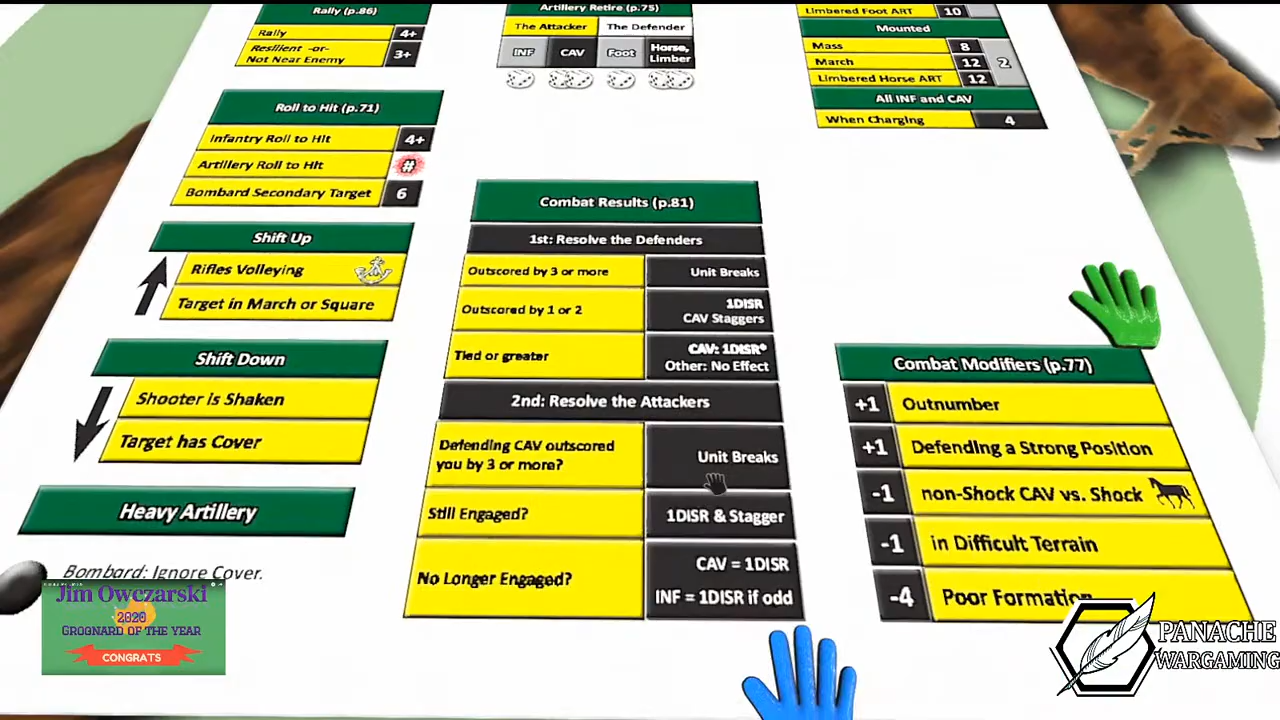 Rally (p.86)
Rally 4+
Resilient -or-
Not Near Enemy 3+
Artillery Retire (p.75)
The Attacker The Defender
INF CAV Foot Horse,
Limber
Limbered Foot ART 10
Mounted
Mass 8
March 12 2
Limbered Horse ART 12
All INF and CAV
When Charging 4
Roll to Hit (p.71)
Infantry Roll to Hit 4+
Artillery Roll to Hit #
Bombard Secondary Target 6
Shift Up
Rifles Volleying
Target in March or Square
Shift Down
Shooter is Shaken
Target has Cover
Heavy Artillery
Bombard: Ignore Cover.
Combat Results (p.81)
1st: Resolve the Defenders
Outscored by 3 or more Unit Breaks
Outscored by 1 or 2 1DISR
CAV Staggers
Tied or greater CAV: 1DISR*
Other: No Effect
2nd: Resolve the Attackers
Defending CAV outscored
you by 3 or more? Unit Breaks
Still Engaged? 1DISR & Stagger
No Longer Engaged? CAV = 1DISR
INF = 1DISR if odd
Combat Modifiers (p.77)
+1 Outnumber
+1 Defending a Strong Position
-1 non-Shock CAV vs. Shock
-1 in Difficult Terrain
-4 Poor Formation
Jim Owczarski
2020
Grognard of the Year
CONGRATS
PANACHE
WARGAMING